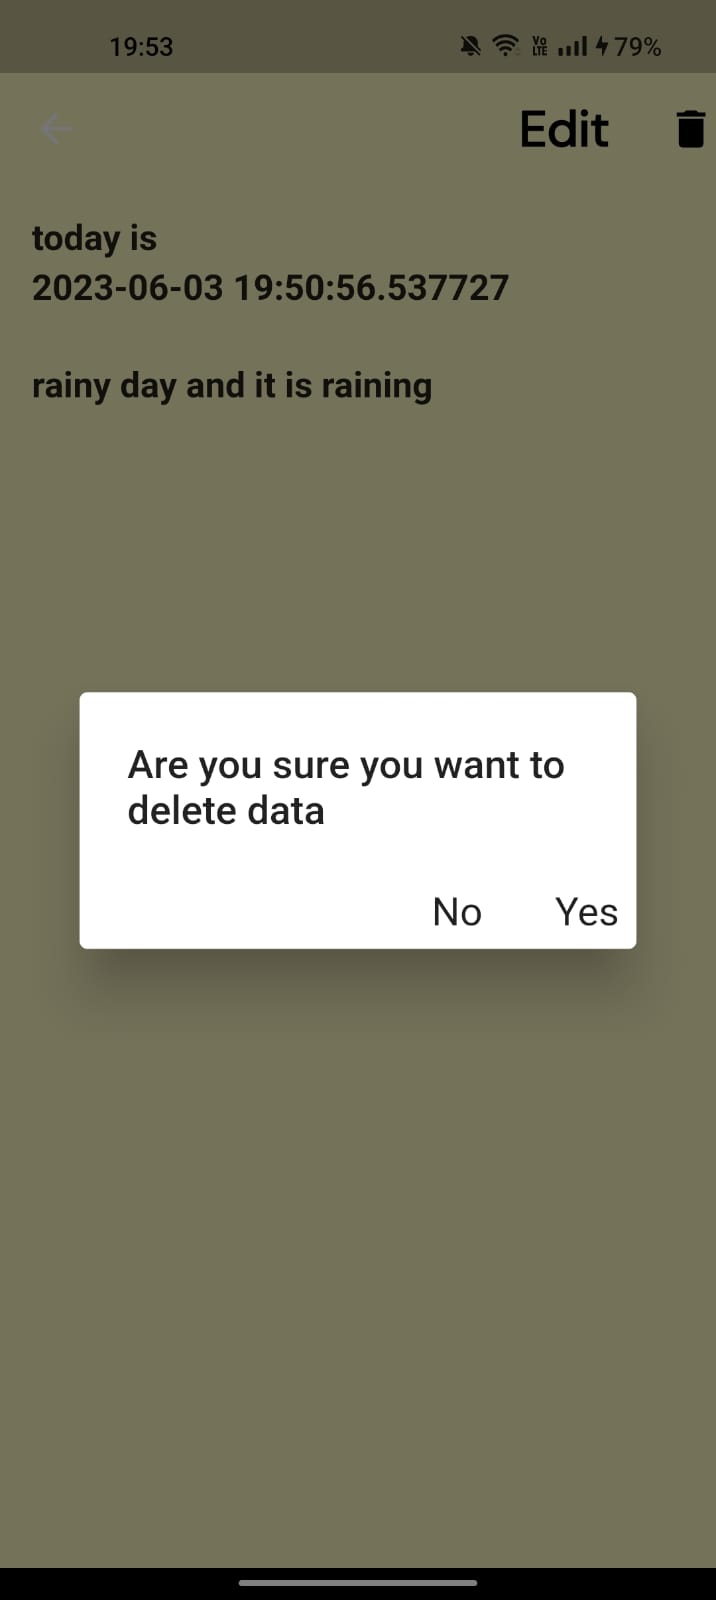 19:53 Vo LTE 79%
Edit
today is
2023-06-03 19:50:56.537727
rainy day and it is raining
Are you sure you want to
delete data
No Yes